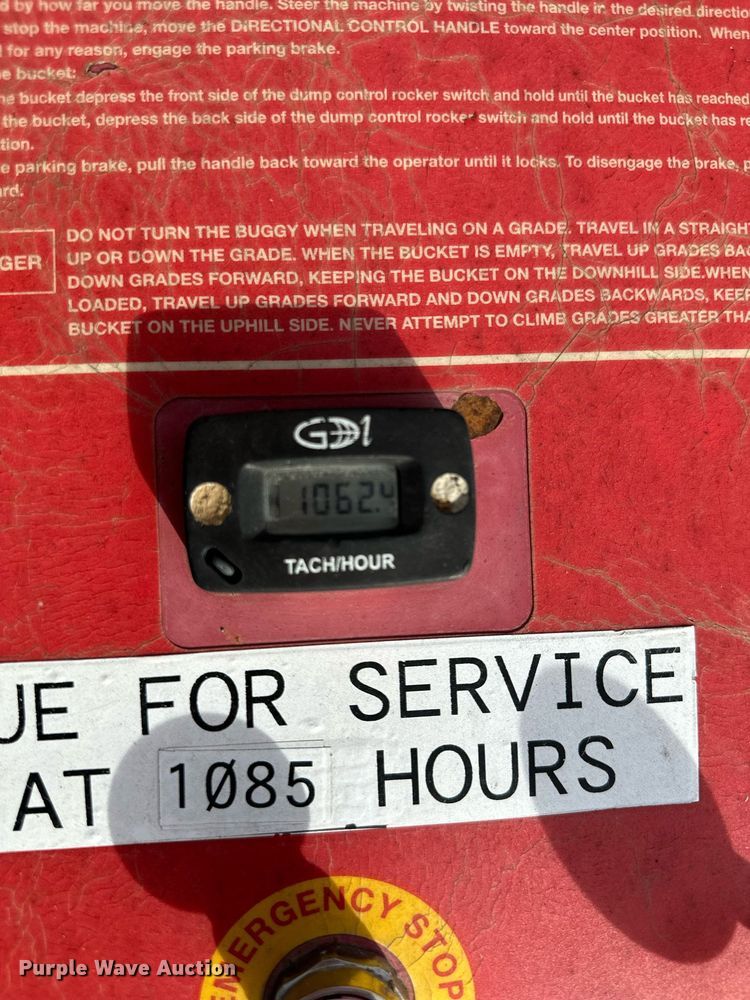 d by how far you move the handle. Steer the machine by twisting the handle in the desired directio
stop the machine, move the DIRECTIONAL CONTROL HANDLE toward the center position. When
for any reason, engage the parking brake.
e bucket:
he bucket depress the front side of the dump control rocker switch and hold until the bucket has reached
the bucket, depress the back side of the dump control rocker switch and hold until the bucket has re
tion.
e parking brake, pull the handle back toward the operator until it locks. To disengage the brake, p
ard.
GER
DO NOT TURN THE BUGGY WHEN TRAVELING ON A GRADE. TRAVEL IN A STRAIGHT
UP OR DOWN THE GRADE. WHEN THE BUCKET IS EMPTY, TRAVEL UP GRADES BA
DOWN GRADES FORWARD, KEEPING THE BUCKET ON THE DOWNHILL SIDE.WHEN
LOADED, TRAVEL UP GRADES FORWARD AND DOWN GRADES BACKWARDS, KEEP
BUCKET ON THE UPHILL SIDE. NEVER ATTEMPT TO CLIMB GRADES GREATER THA
1062.4
TACH/HOUR
UE FOR SERVICE
AT 1Ø85 HOURS
EMERGENCY STOP
Purple Wave Auction